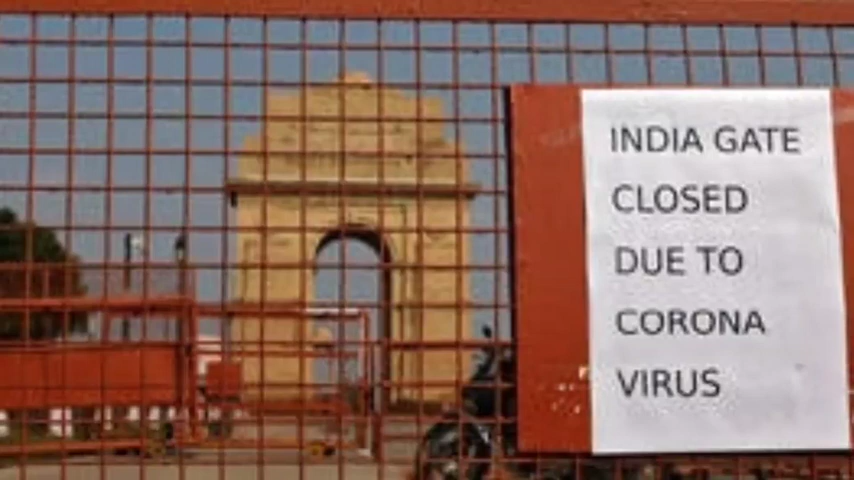 INDIA GATE
CLOSED
DUE TO
CORONA
VIRUS